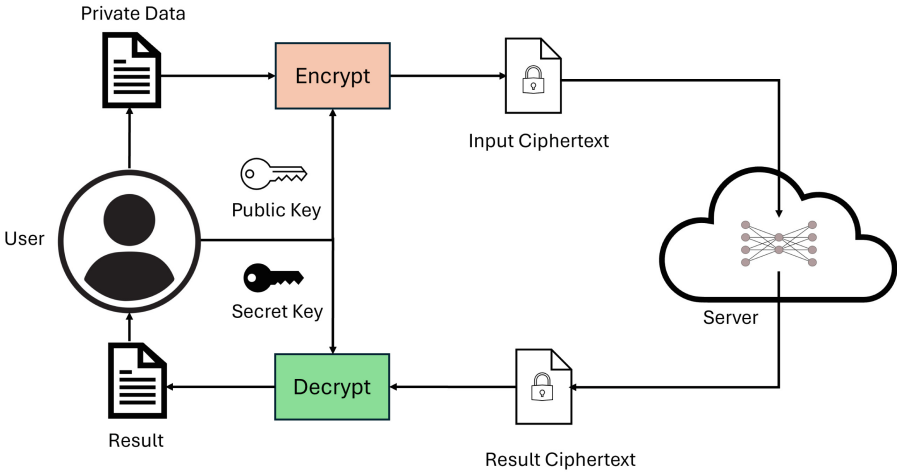 Private Data
Encrypt
Input Ciphertext
Public Key
User
Secret Key
Server
Decrypt
Result
Result Ciphertext